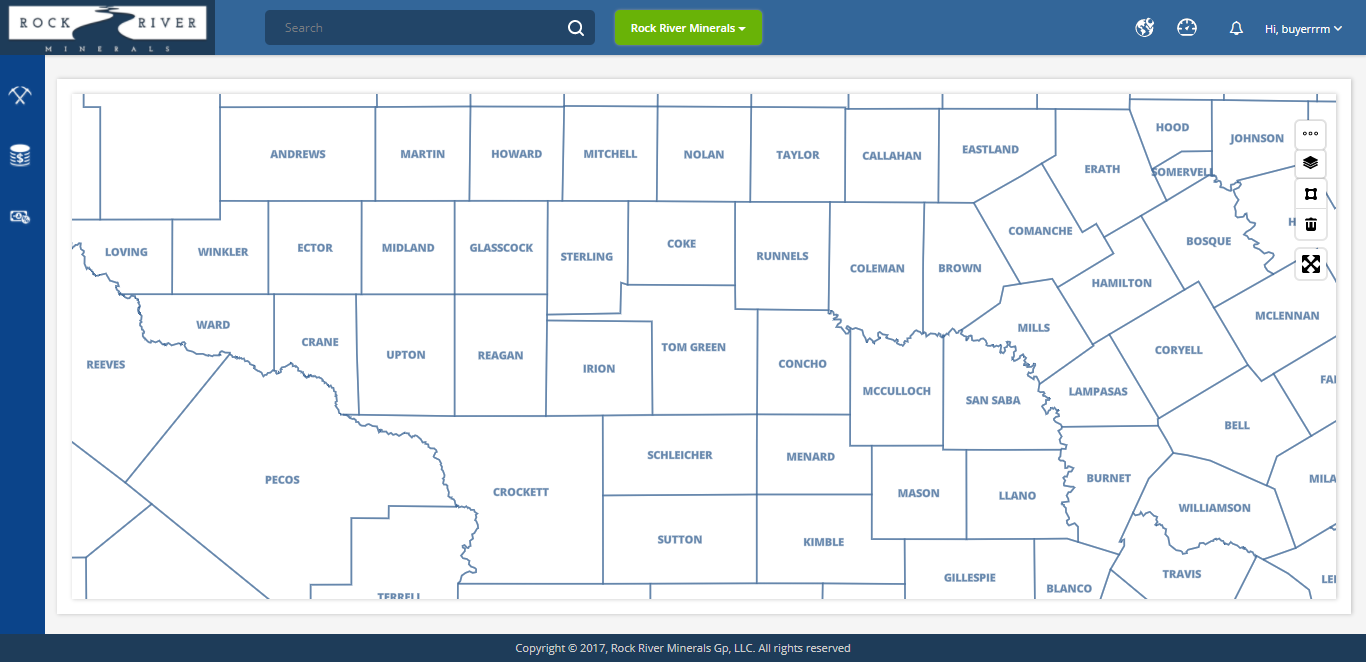 ROCK RIVER
MINERALS
Search
Rock River Minerals
Hi, buyerrrm
HOOD
JOHNSON
ANDREWS
MARTIN
HOWARD
MITCHELL
NOLAN
TAYLOR
CALLAHAN
EASTLAND
ERATH
SOMERVELL
LOVING
WINKLER
ECTOR
MIDLAND
GLASSCOCK
STERLING
COKE
RUNNELS
COLEMAN
BROWN
COMANCHE
BOSQUE
H
HAMILTON
WARD
CRANE
UPTON
REAGAN
IRION
TOM GREEN
CONCHO
MILLS
MCLENNAN
CORYELL
REEVES
MCCULLOCH
SAN SABA
LAMPASAS
FAL
BELL
PECOS
CROCKETT
SCHLEICHER
MENARD
MASON
LLANO
BURNET
MILA
WILLIAMSON
SUTTON
KIMBLE
GILLESPIE
BLANCO
TRAVIS
LEE
TERRELL
Copyright © 2017, Rock River Minerals Gp, LLC. All rights reserved